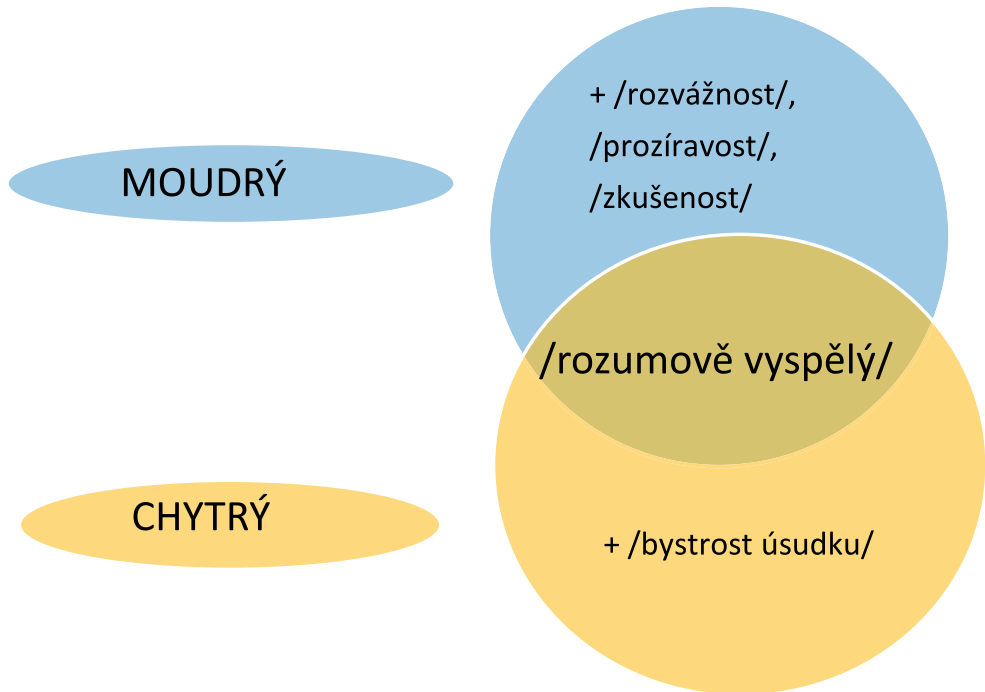 + /rozvážnost/,
/prozíravost/,
/zkušenost/
MOUDRÝ
/rozumově vyspělý/
CHYTRÝ
+ /bystrost úsudku/